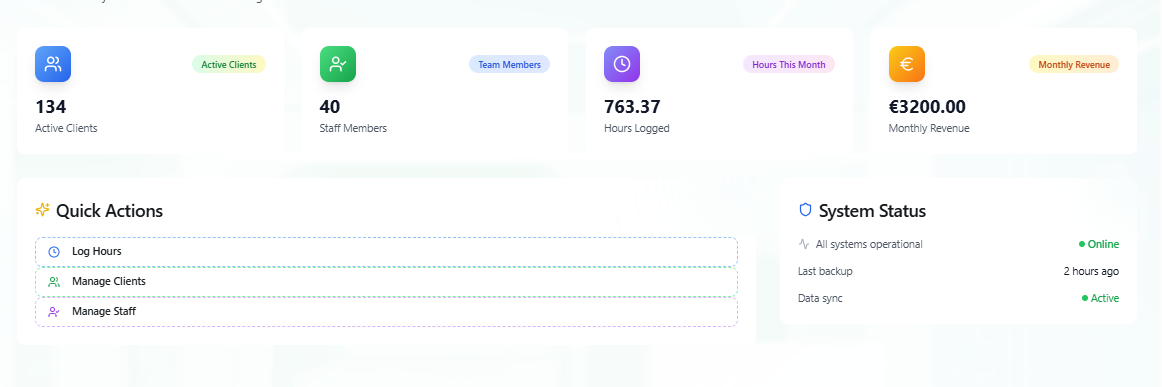 Active Clients
134
Active Clients
Team Members
40
Staff Members
Hours This Month
763.37
Hours Logged
Monthly Revenue
€3200.00
Monthly Revenue
Quick Actions
Log Hours
Manage Clients
Manage Staff
System Status
All systems operational Online
Last backup 2 hours ago
Data sync Active